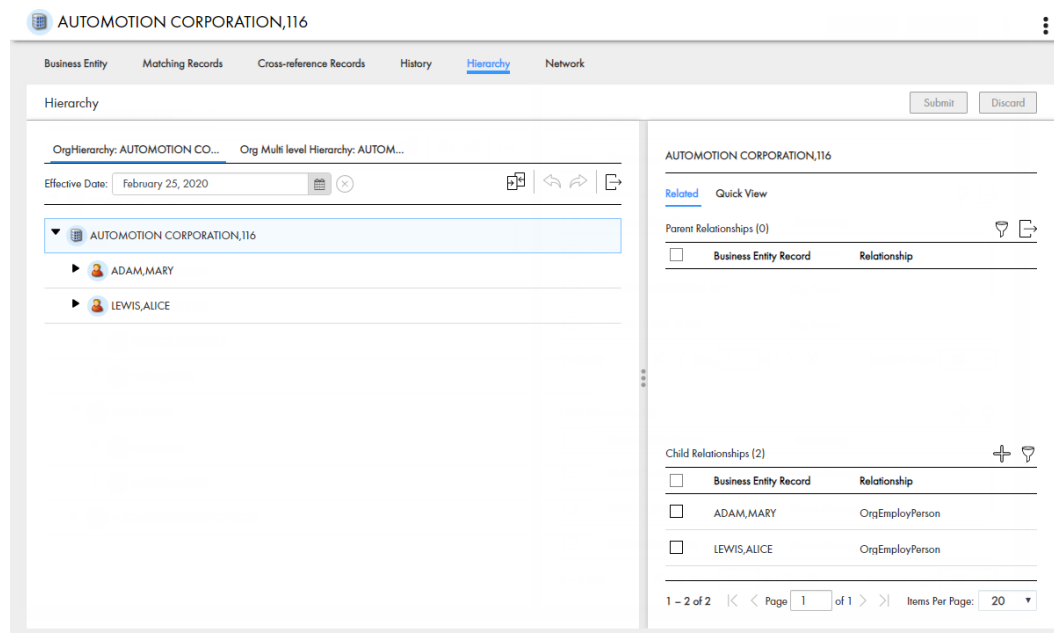 AUTOMOTION CORPORATION,116
Business Entity Matching Records Cross-reference Records History Hierarchy Network
Hierarchy Submit Discard
OrgHierarchy: AUTOMOTION CO... Org Multi level Hierarchy: AUTOM...
Effective Date: February 25, 2020
AUTOMOTION CORPORATION,116
ADAM,MARY
LEWIS,ALICE
AUTOMOTION CORPORATION,116
Related Quick View
Parent Relationships (0)
Business Entity Record Relationship
Child Relationships (2)
Business Entity Record Relationship
ADAM,MARY OrgEmployPerson
LEWIS,ALICE OrgEmployPerson
1 – 2 of 2 Page 1 of 1 Items Per Page: 20